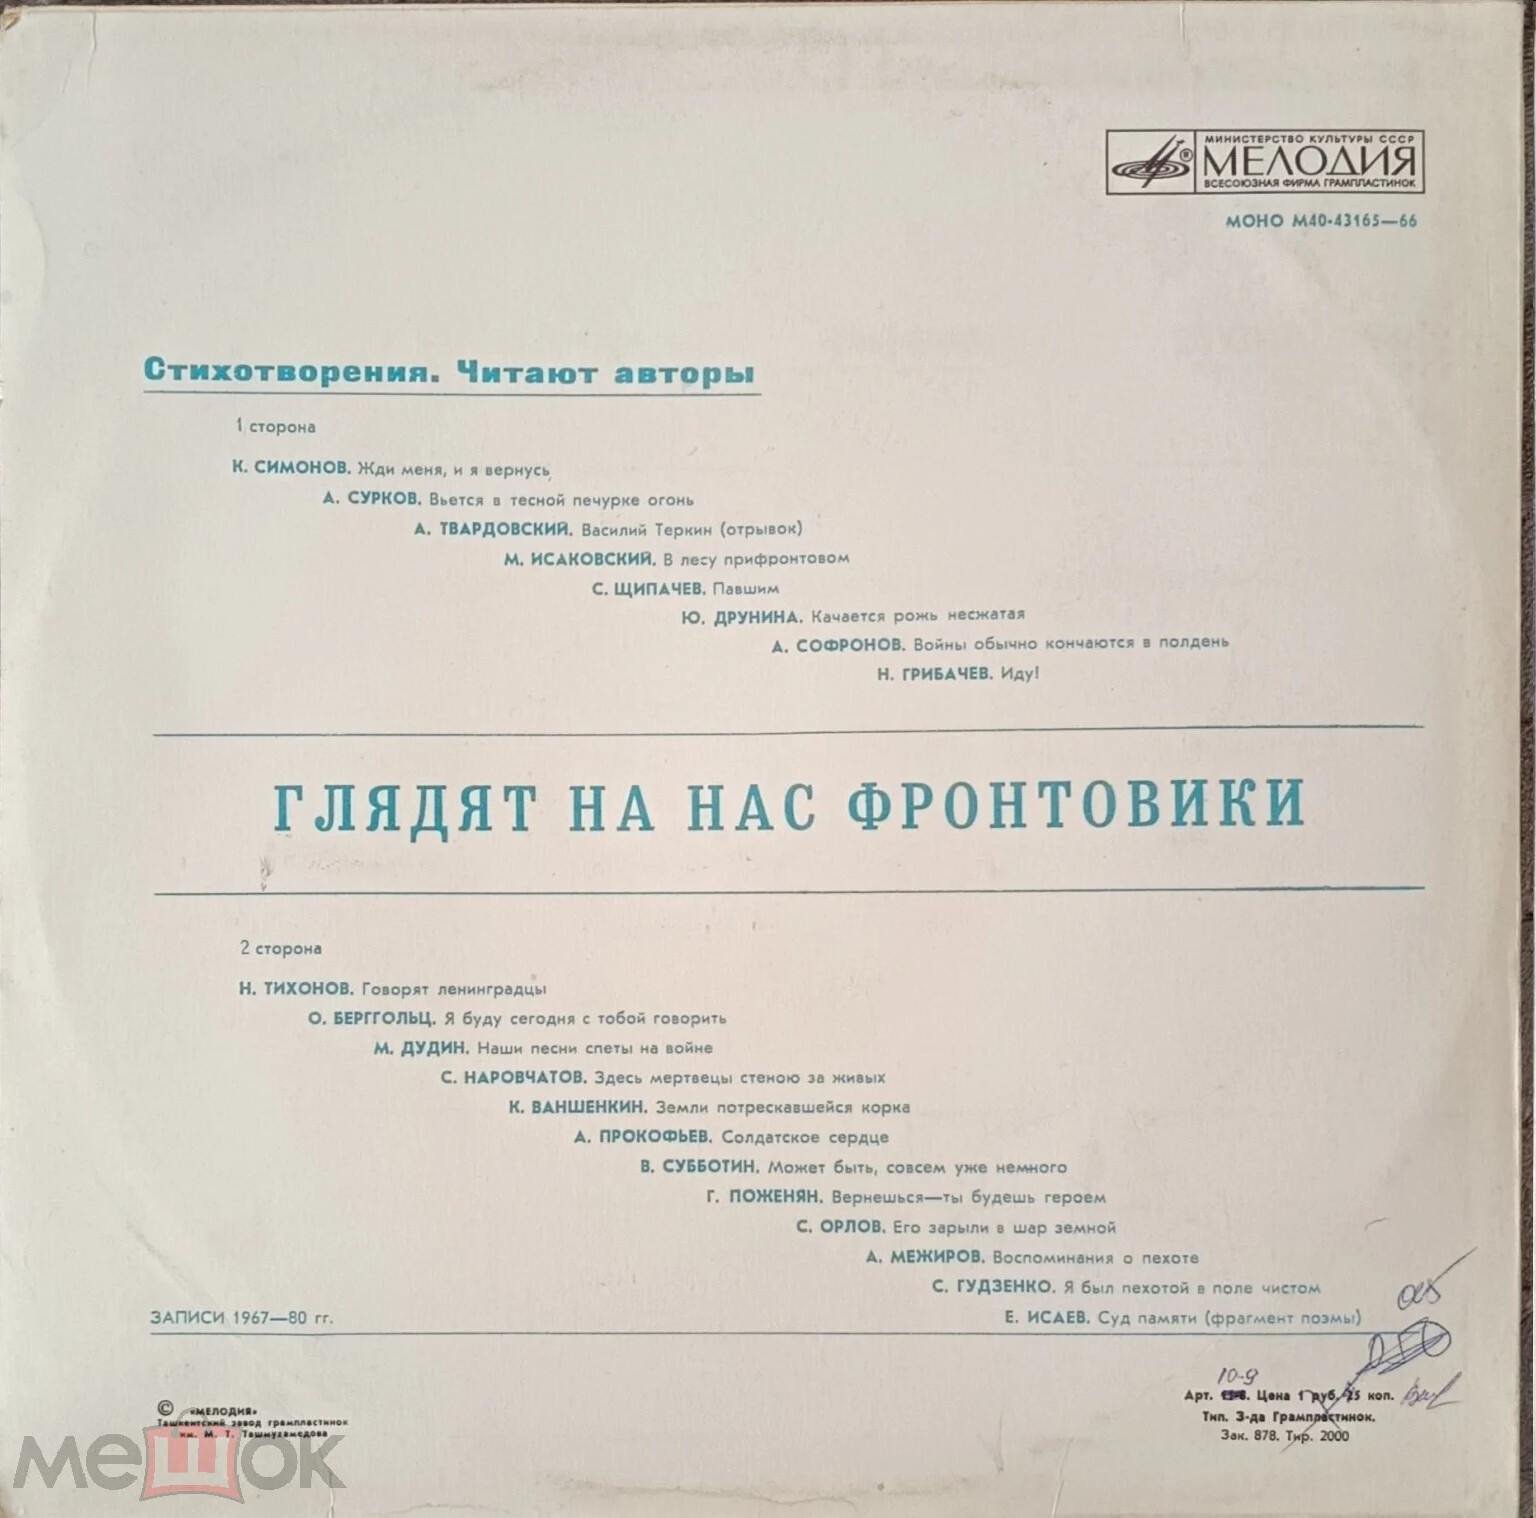 МИНИСТЕРСТВО КУЛЬТУРЫ СССР
МЕЛОДИЯ
ВСЕСОЮЗНАЯ ФИРМА ГРАМПЛАСТИНОК
МОНО М40-43165—66
Стихотворения. Читают авторы
1 сторона
К. СИМОНОВ. Жди меня, и я вернусь
А. СУРКОВ. Вьется в тесной печурке огонь
А. ТВАРДОВСКИЙ. Василий Теркин (отрывок)
М. ИСАКОВСКИЙ. В лесу прифронтовом
С. ЩИПАЧЕВ. Павшим
Ю. ДРУНИНА. Качается рожь несжатая
А. СОФРОНОВ. Войны обычно кончаются в полдень
Н. ГРИБАЧЕВ. Иду!
ГЛЯДЯТ НА НАС ФРОНТОВИКИ
2 сторона
Н. ТИХОНОВ. Говорят ленинградцы
О. БЕРГГОЛЬЦ. Я буду сегодня с тобой говорить
М. ДУДИН. Наши песни спеты на войне
С. НАРОВЧАТОВ. Здесь мертвецы стеною за живых
К. ВАНШЕНКИН. Земли потрескавшейся корка
А. ПРОКОФЬЕВ. Солдатское сердце
В. СУББОТИН. Может быть, совсем уже немного
Г. ПОЖЕНЯН. Вернешься—ты будешь героем
С. ОРЛОВ. Его зарыли в шар земной
А. МЕЖИРОВ. Воспоминания о пехоте
С. ГУДЗЕНКО. Я был пехотой в поле чистом
Е. ИСАЕВ. Суд памяти (фрагмент поэмы)
ЗАПИСИ 1967—80 гг.
© «МЕЛОДИЯ»
Ташкентский завод грампластинок
им. М. Т. Ташмухамедова
10-9
Арт. Цена 1 руб. 25 коп.
Тип. З-да Грампластинок.
Зак. 878. Тир. 2000
мешок